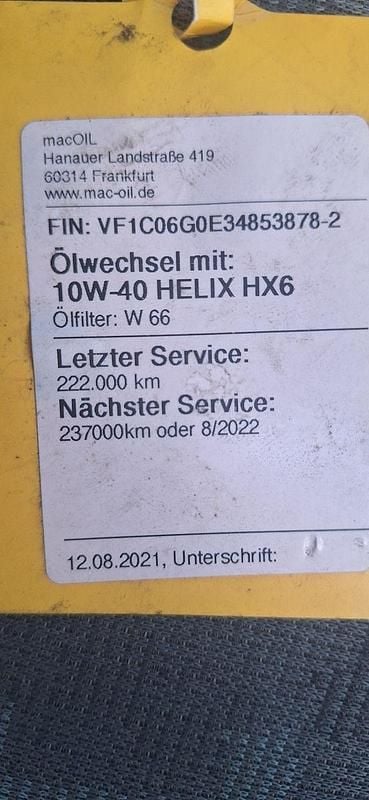 macOIL
Hanauer Landstraße 419
60314 Frankfurt
www.mac-oil.de
FIN: VF1C06G0E34853878-2
Ölwechsel mit:
10W-40 HELIX HX6
Ölfilter: W 66
Letzter Service:
222.000 km
Nächster Service:
237000km oder 8/2022
12.08.2021, Unterschrift: